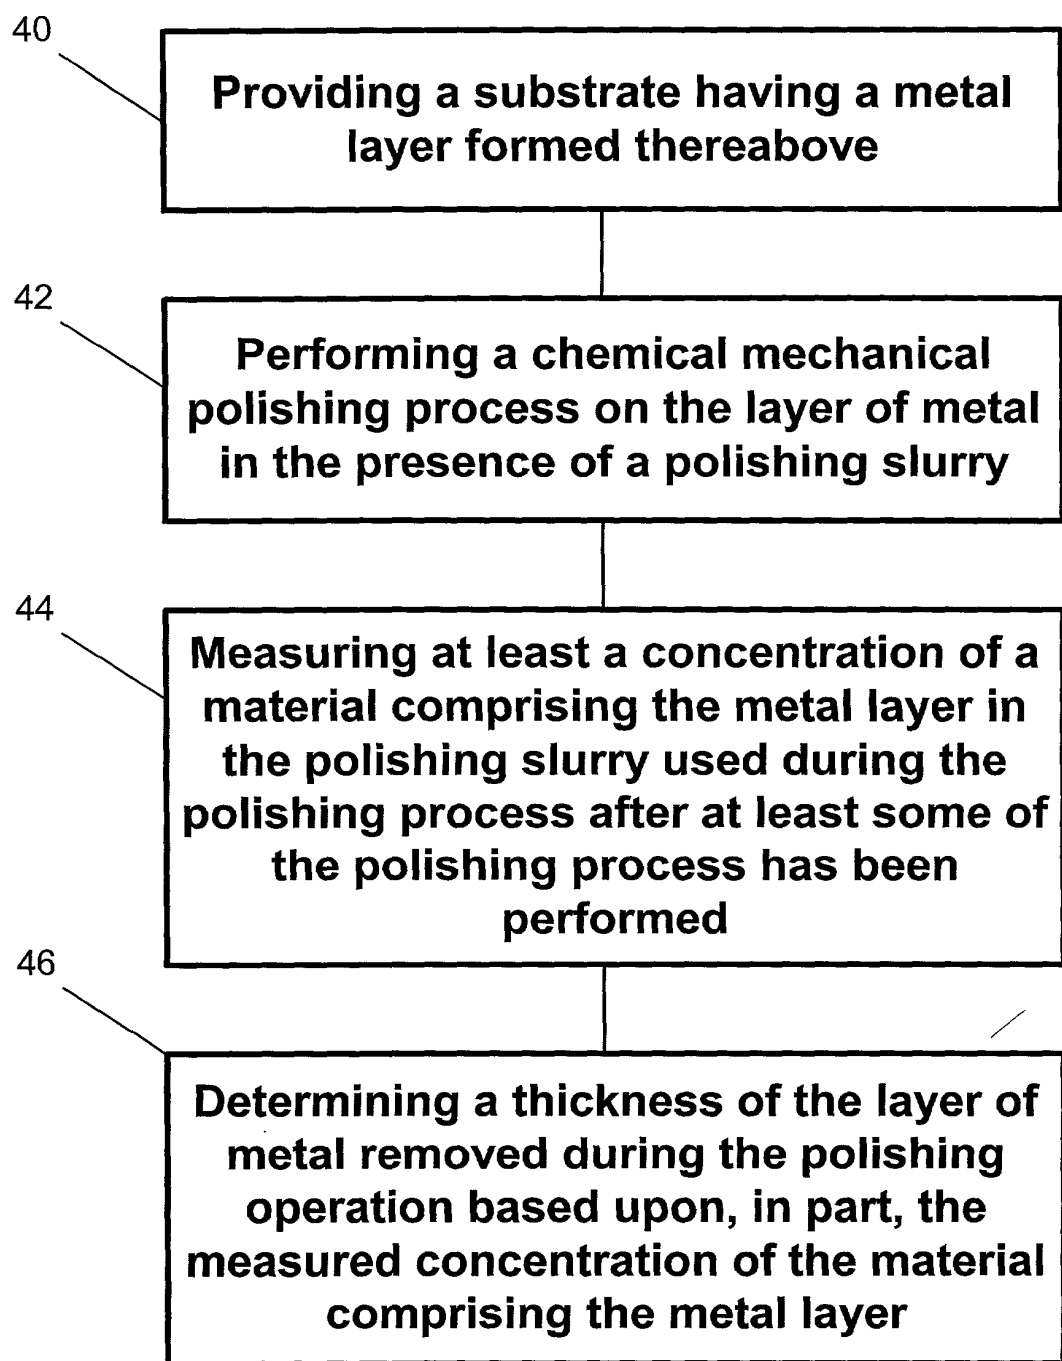 40
Providing a substrate having a metal
layer formed thereabove
42
Performing a chemical mechanical
polishing process on the layer of metal
in the presence of a polishing slurry
44
Measuring at least a concentration of a
material comprising the metal layer in
the polishing slurry used during the
polishing process after at least some of
the polishing process has been
performed
46
Determining a thickness of the layer of
metal removed during the polishing
operation based upon, in part, the
measured concentration of the material
comprising the metal layer